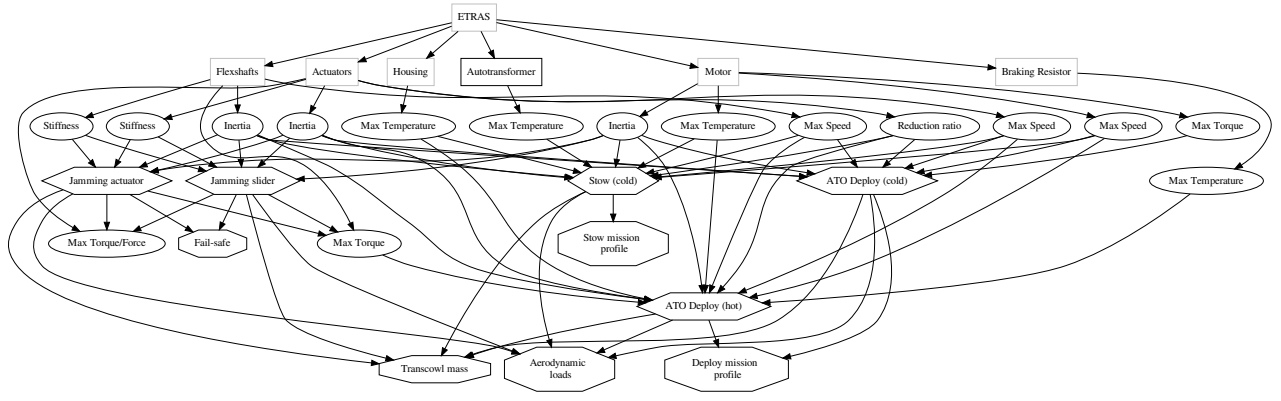 ETRAS
Flexshafts
Actuators
Housing
Autotransformer
Motor
Braking Resistor
Stiffness
Stiffness
Inertia
Inertia
Max Temperature
Max Temperature
Inertia
Max Temperature
Max Speed
Reduction ratio
Max Speed
Max Speed
Max Torque
Jamming actuator
Jamming slider
Stow (cold)
ATO Deploy (cold)
Max Temperature
Max Torque/Force
Fail-safe
Max Torque
Stow mission
profile
ATO Deploy (hot)
Transcowl mass
Aerodynamic
loads
Deploy mission
profile